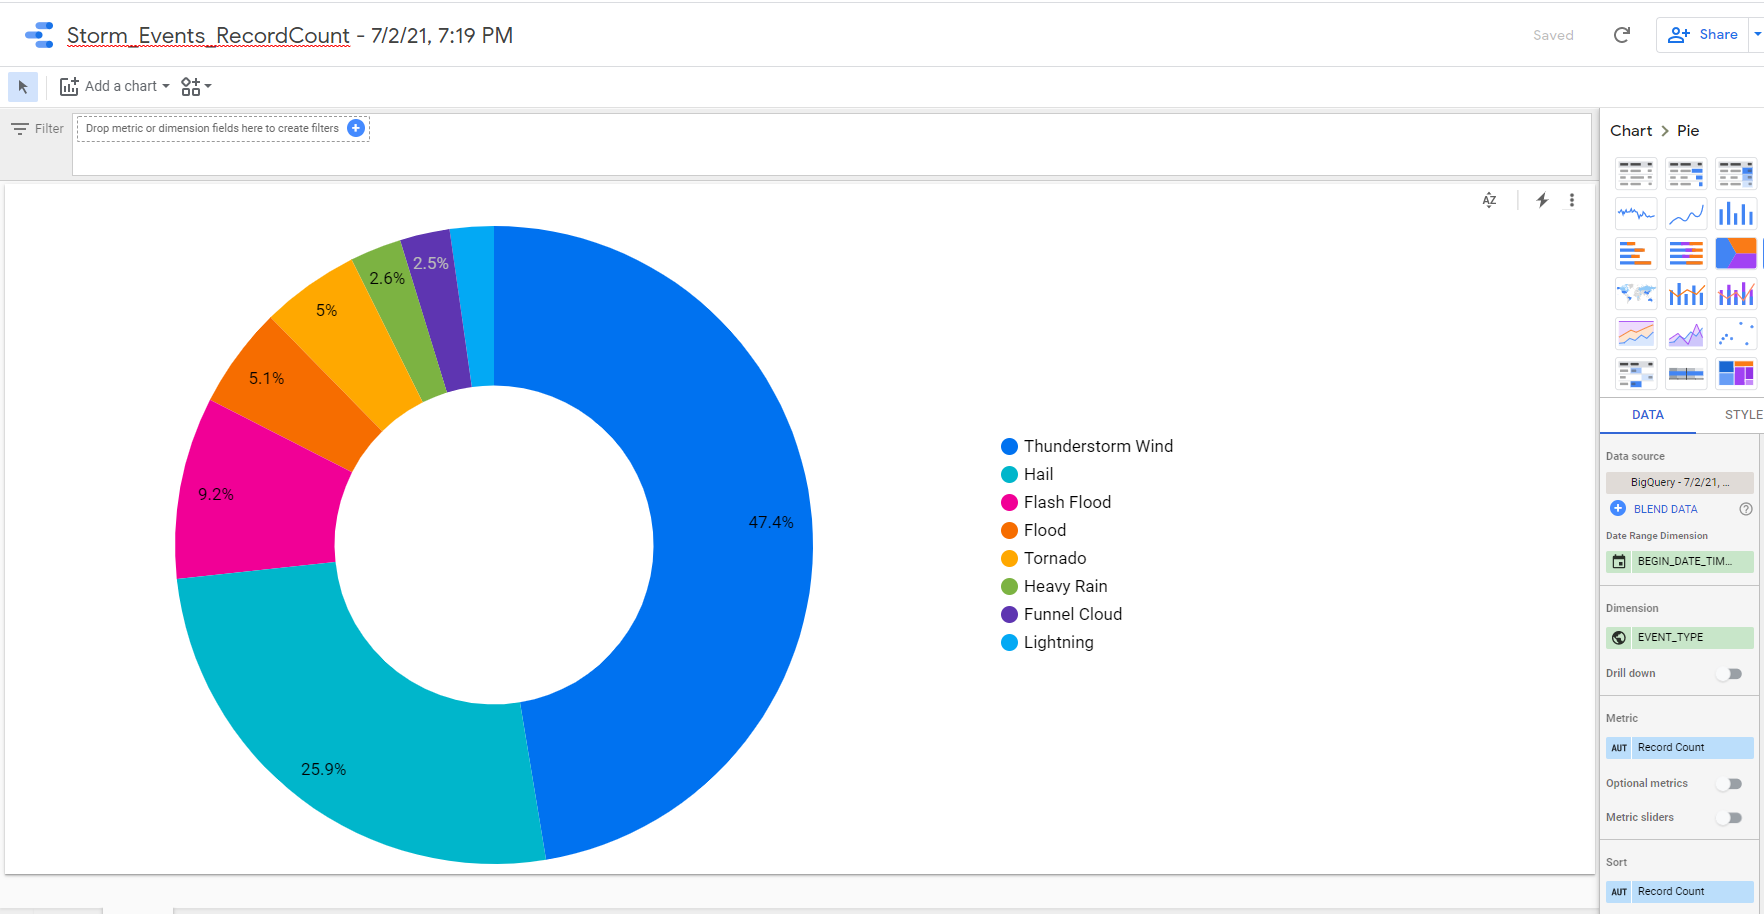 Storm_Events_RecordCount - 7/2/21, 7:19 PM
Saved
Share
Add a chart
Filter
Drop metric or dimension fields here to create filters
Chart > Pie
AZ
2.5%
2.6%
5%
5.1%
9.2%
47.4%
25.9%
Thunderstorm Wind
Hail
Flash Flood
Flood
Tornado
Heavy Rain
Funnel Cloud
Lightning
DATA
STYLE
Data source
BigQuery - 7/2/21, ...
BLEND DATA
Date Range Dimension
BEGIN_DATE_TIM...
Dimension
EVENT_TYPE
Drill down
Metric
AUT Record Count
Optional metrics
Metric sliders
Sort
AUT Record Count